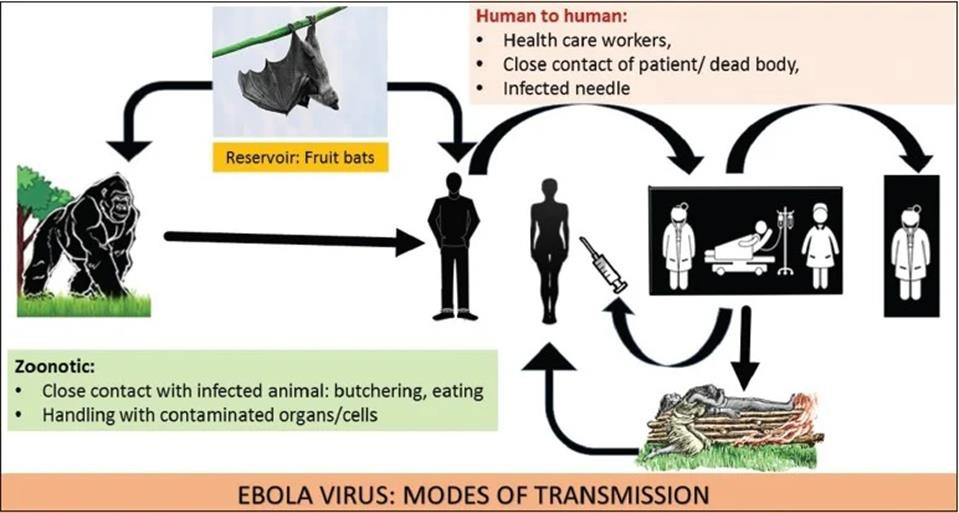 Human to human:
• Health care workers,
• Close contact of patient/ dead body,
• Infected needle
Reservoir: Fruit bats
Zoonotic:
• Close contact with infected animal: butchering, eating
• Handling with contaminated organs/cells
EBOLA VIRUS: MODES OF TRANSMISSION